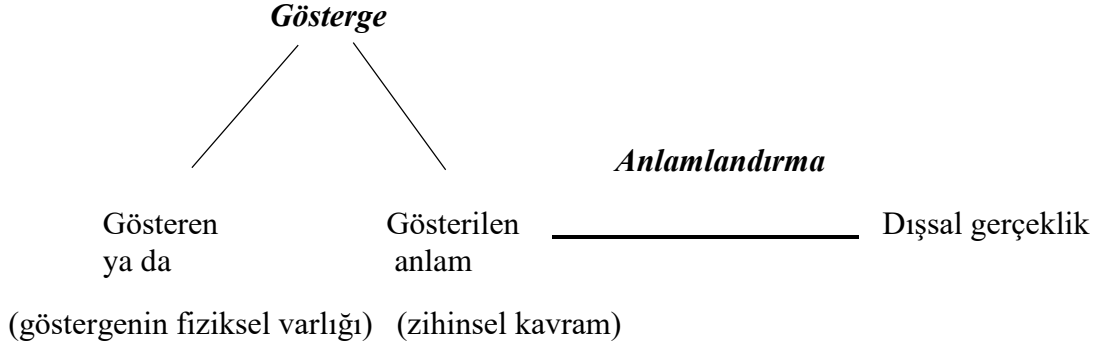 Gösterge
Anlamlandırma
Gösteren Gösterilen Dışsal gerçeklik
ya da anlam
(göstergenin fiziksel varlığı) (zihinsel kavram)